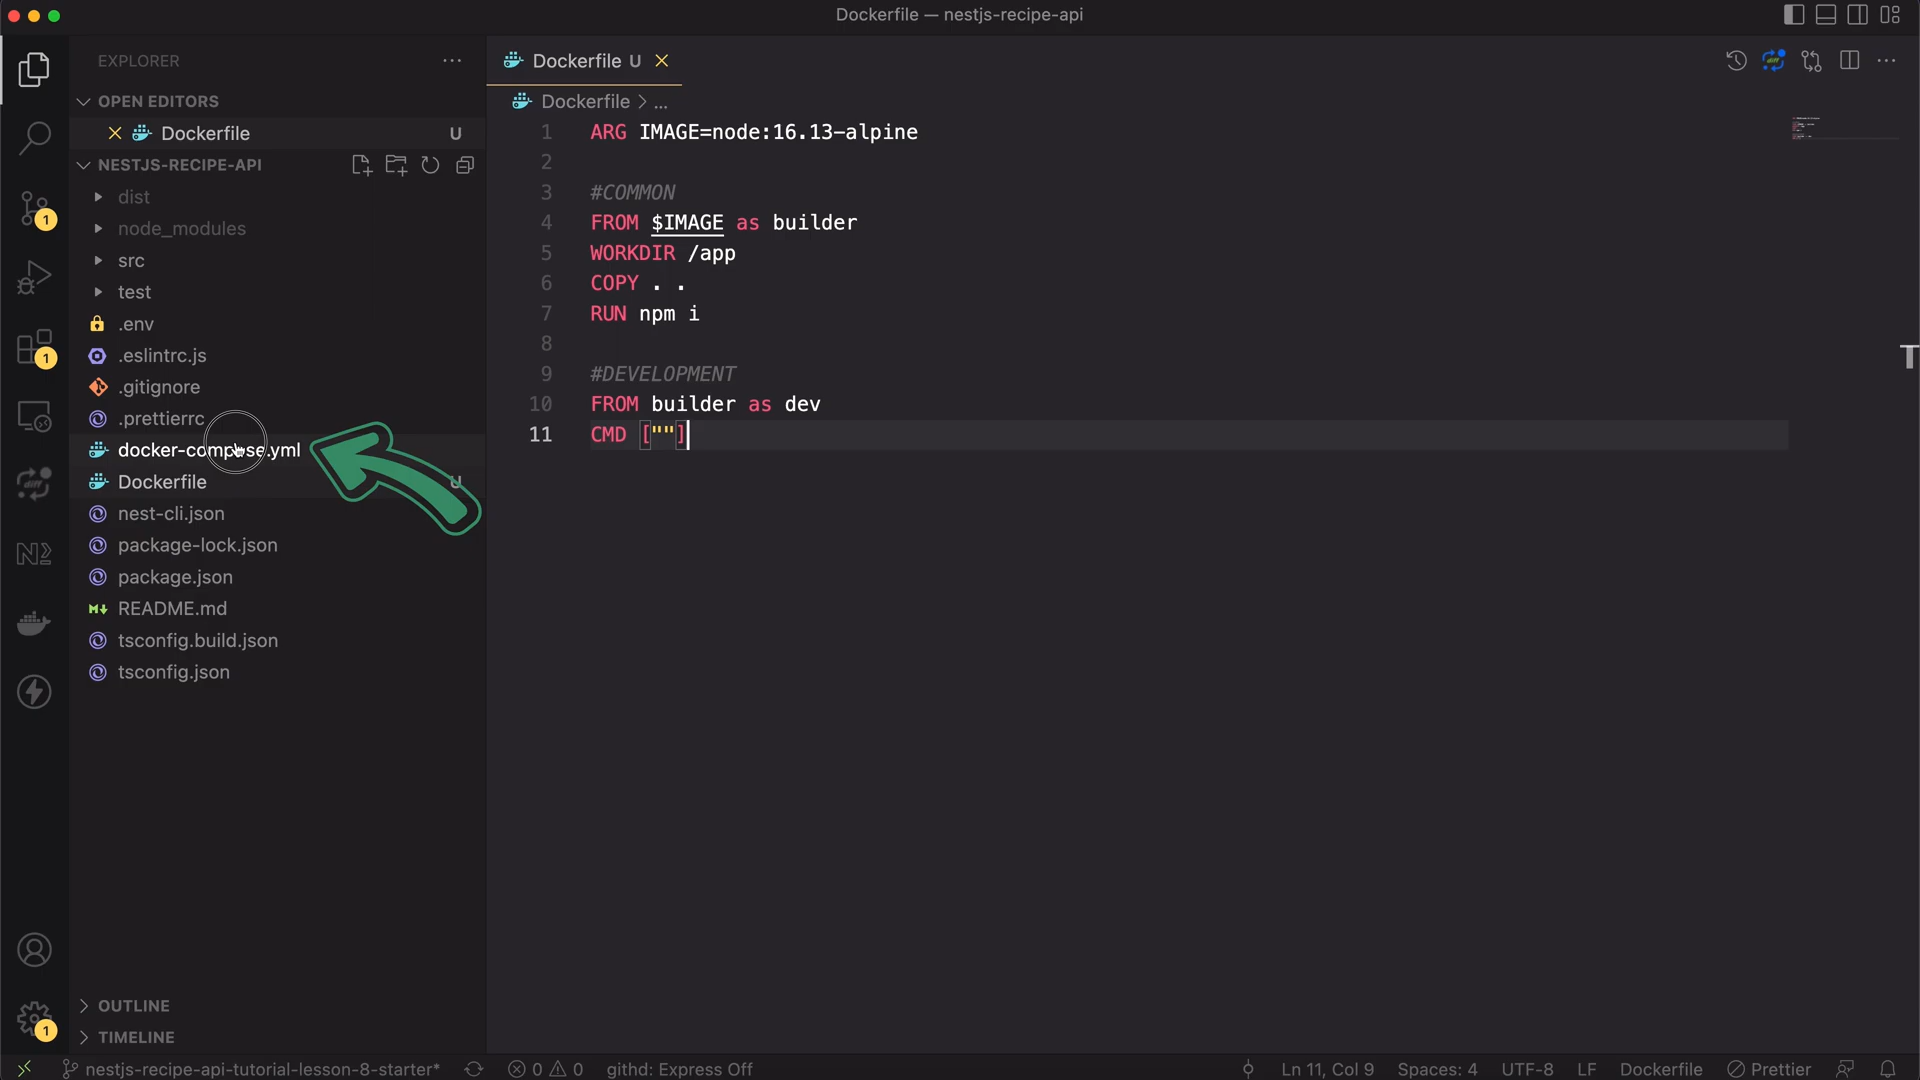 Dockerfile — nestjs-recipe-api
EXPLORER
OPEN EDITORS
Dockerfile U
NESTJS-RECIPE-API
dist
node_modules
src
test
.env
.eslintrc.js
.gitignore
.prettierrc
docker-compose.yml
Dockerfile U
nest-cli.json
package-lock.json
package.json
README.md
tsconfig.build.json
tsconfig.json
OUTLINE
TIMELINE
1
1
1
Dockerfile U
Dockerfile > ...
1 ARG IMAGE=node:16.13-alpine
2
3 #COMMON
4 FROM $IMAGE as builder
5 WORKDIR /app
6 COPY . .
7 RUN npm i
8
9 #DEVELOPMENT
10 FROM builder as dev
11 CMD [""]
T
nestjs-recipe-api-tutorial-lesson-8-starter* 0 0 githd: Express Off Ln 11, Col 9 Spaces: 4 UTF-8 LF Dockerfile Prettier